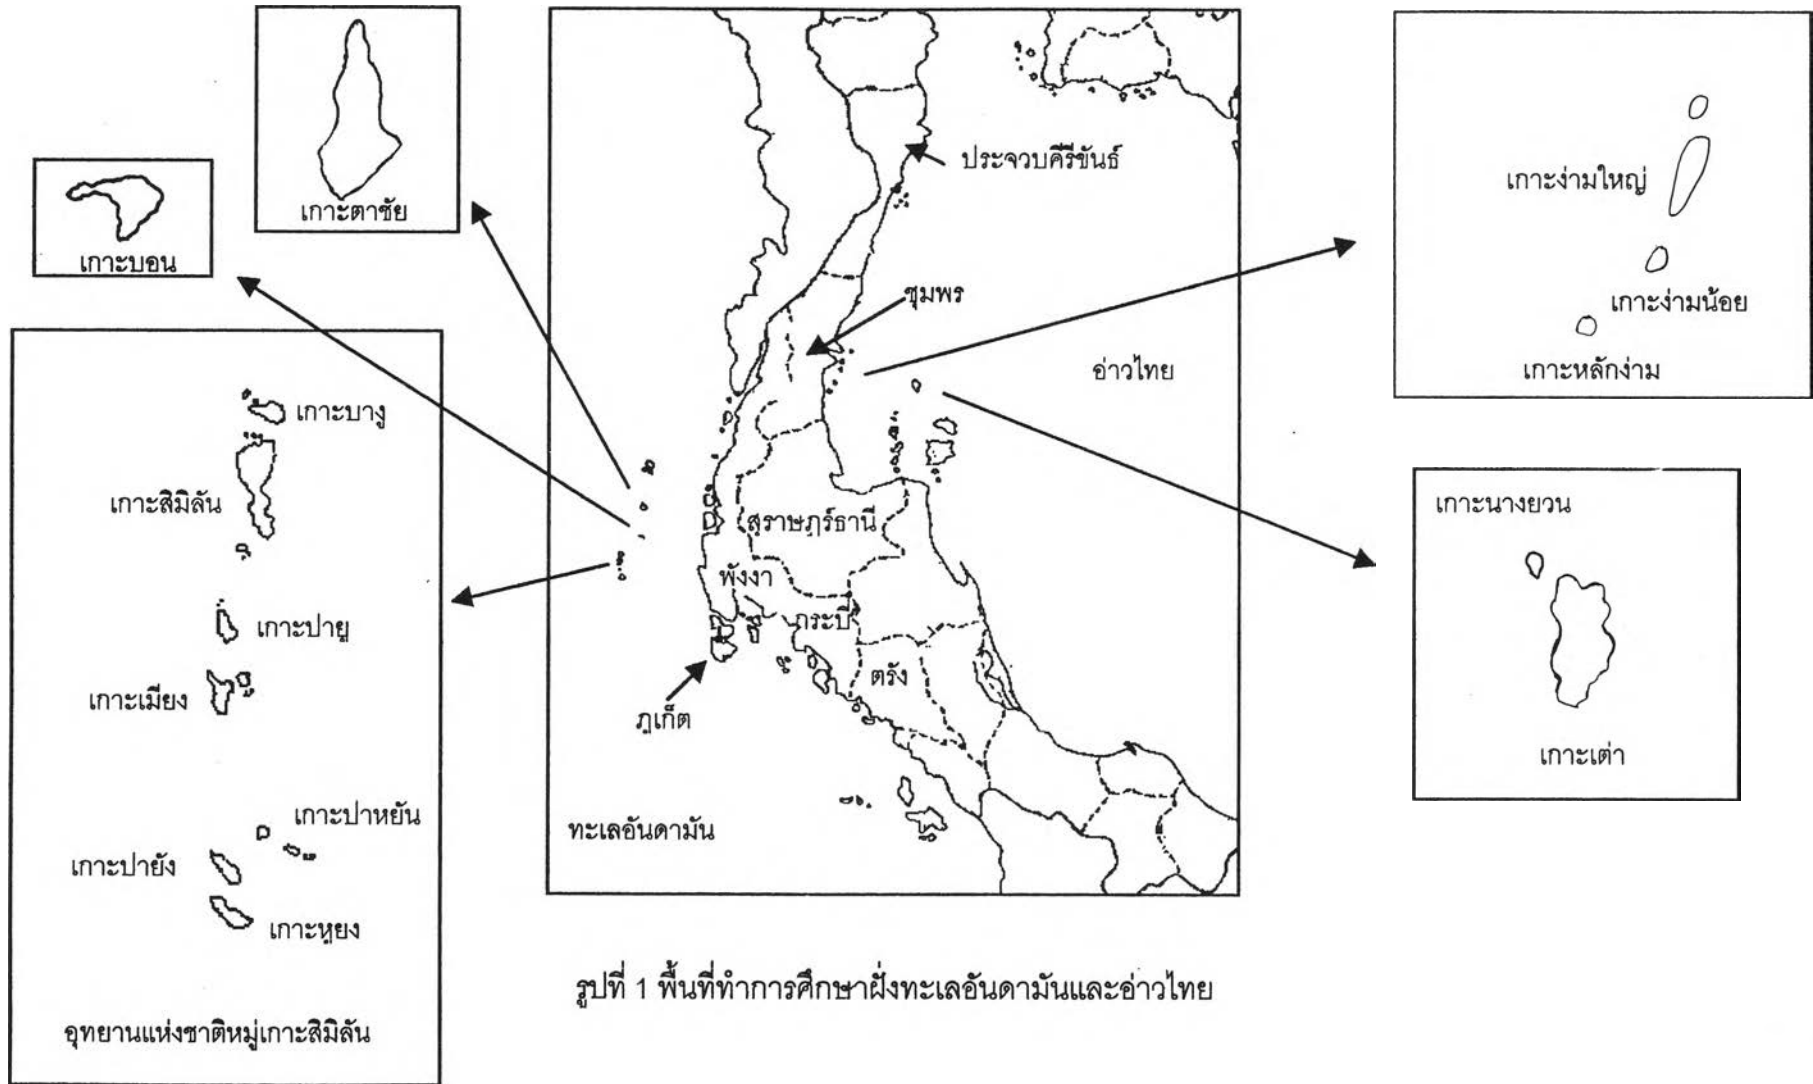 เกาะตาชัย
เกาะบอน
เกาะบางู
เกาะสิมิลัน
เกาะปายู
เกาะเมียง
เกาะปาหยัน
เกาะปายัง
เกาะหูยง
อุทยานแห่งชาติหมู่เกาะสิมิลัน
ประจวบคีรีขันธ์
ชุมพร
อ่าวไทย
สุราษฎร์ธานี
พังงา
กระบี่
ตรัง
ภูเก็ต
ทะเลอันดามัน
เกาะง่ามใหญ่
เกาะง่ามน้อย
เกาะหลักง่าม
เกาะนางยวน
เกาะเต่า
รูปที่ 1 พื้นที่ทำการศึกษาฝั่งทะเลอันดามันและอ่าวไทย